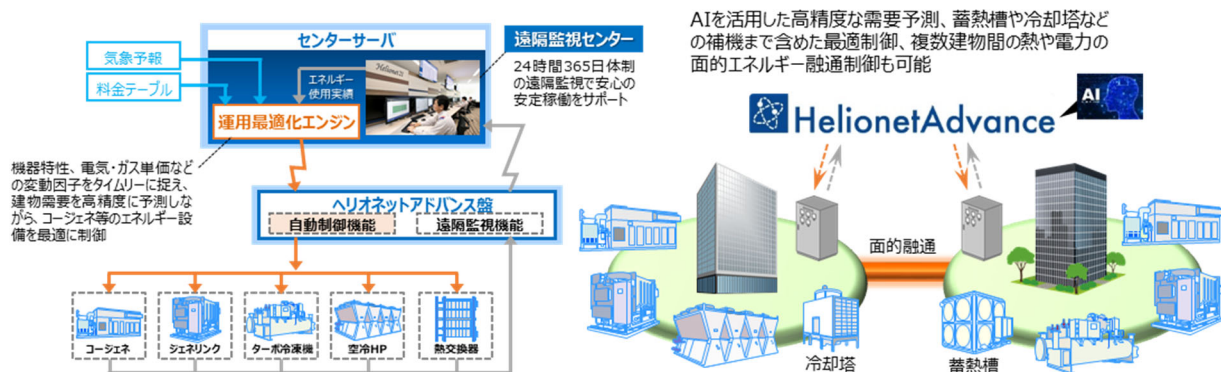 センターサーバ
気象予報
料金テーブル
エネルギー
使用実績
運用最適化エンジン
Helionet21
遠隔監視センター
24時間365日体制
の遠隔監視で安心の
安定稼働をサポート
機器特性、電気・ガス単価など
の変動因子をタイムリーに捉え、
建物需要を高精度に予測しな
がら、コージェネ等のエネルギー設
備を最適に制御
ヘリオネットアドバンス盤
自動制御機能
遠隔監視機能
コージェネ
ジェネリンク
ターボ冷凍機
空冷HP
熱交換器
AIを活用した高精度な需要予測、蓄熱槽や冷却塔など
の補機まで含めた最適制御、複数建物間の熱や電力の
面的エネルギー融通制御も可能
HelionetAdvance
AI
面的融通
冷却塔
蓄熱槽